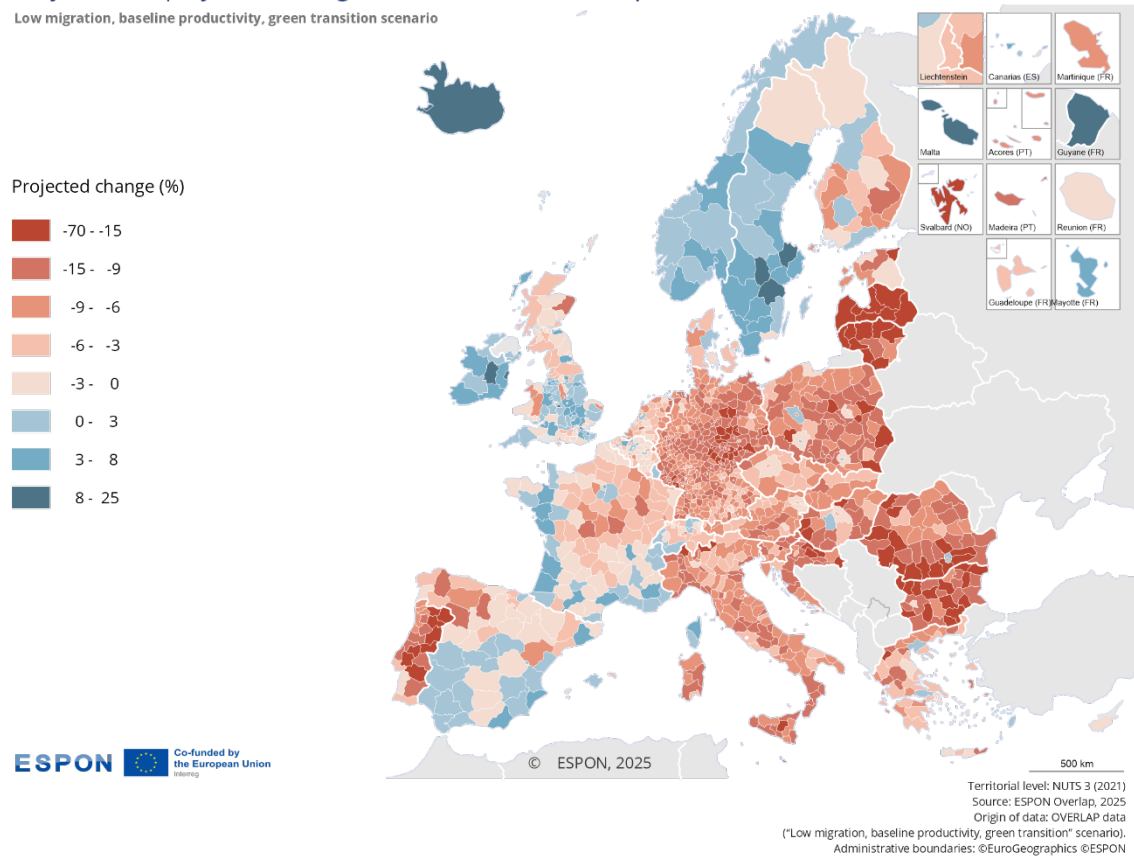 Low migration, baseline productivity, green transition scenario
Liechtenstein
Canarias (ES)
Martinique (FR)
Malta
Acores (PT)
Guyane (FR)
Svalbard (NO)
Madeira (PT)
Reunion (FR)
Guadeloupe (FR)
Mayotte (FR)
Projected change (%)
-70 - -15
-15 - -9
-9 - -6
-6 - -3
-3 - 0
0 - 3
3 - 8
8 - 25
ESPON
Co-funded by
the European Union
Interreg
© ESPON, 2025
500 km
Territorial level: NUTS 3 (2021)
Source: ESPON Overlap, 2025
Origin of data: OVERLAP data
("Low migration, baseline productivity, green transition" scenario).
Administrative boundaries: ©EuroGeographics ©ESPON